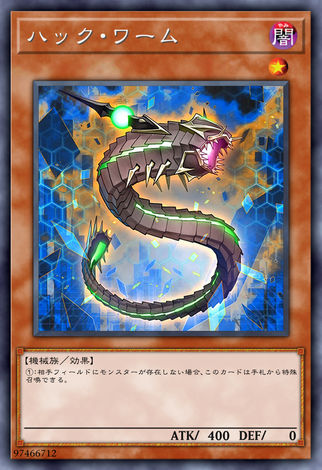 ハック・ワーム
やみ
闇
【機械族／効果】
①:相手フィールドにモンスターが存在しない場合、このカードは手札から特殊
召喚できる。
ATK/ 400 DEF/ 0
97466712